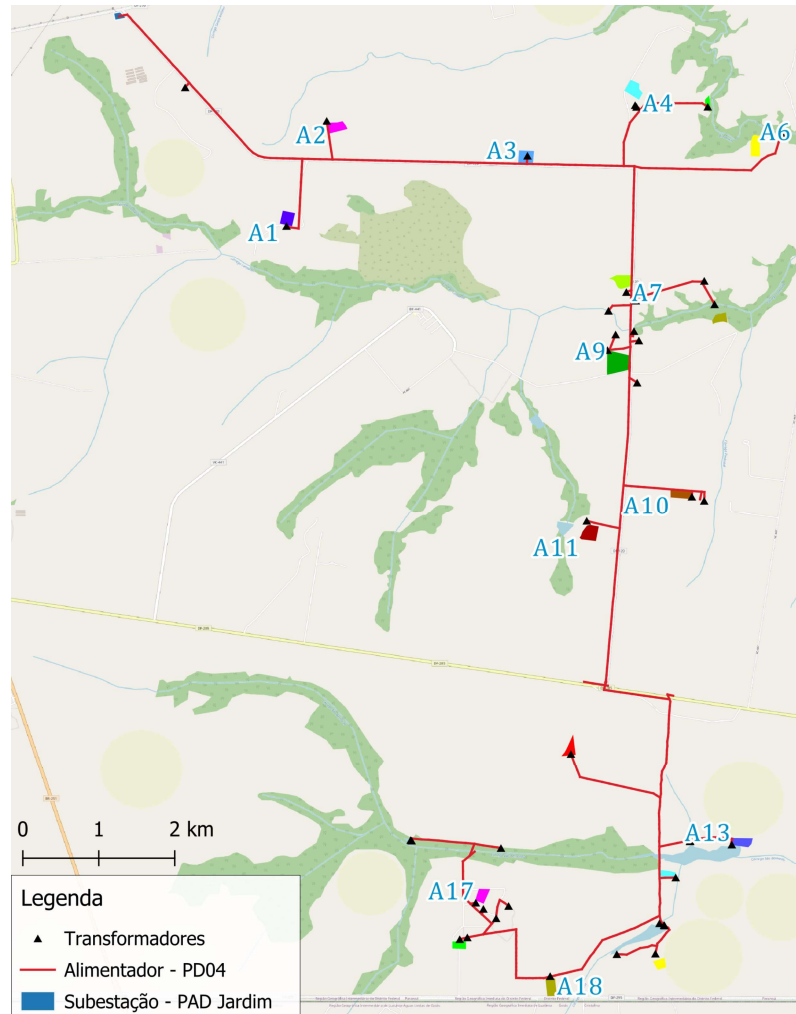 A4
A2
A6
A3
A1
A7
A9
A10
A11
0 1 2 km
A13
A17
A18
Legenda
Transformadores
Alimentador - PD04
Subestação - PAD Jardim